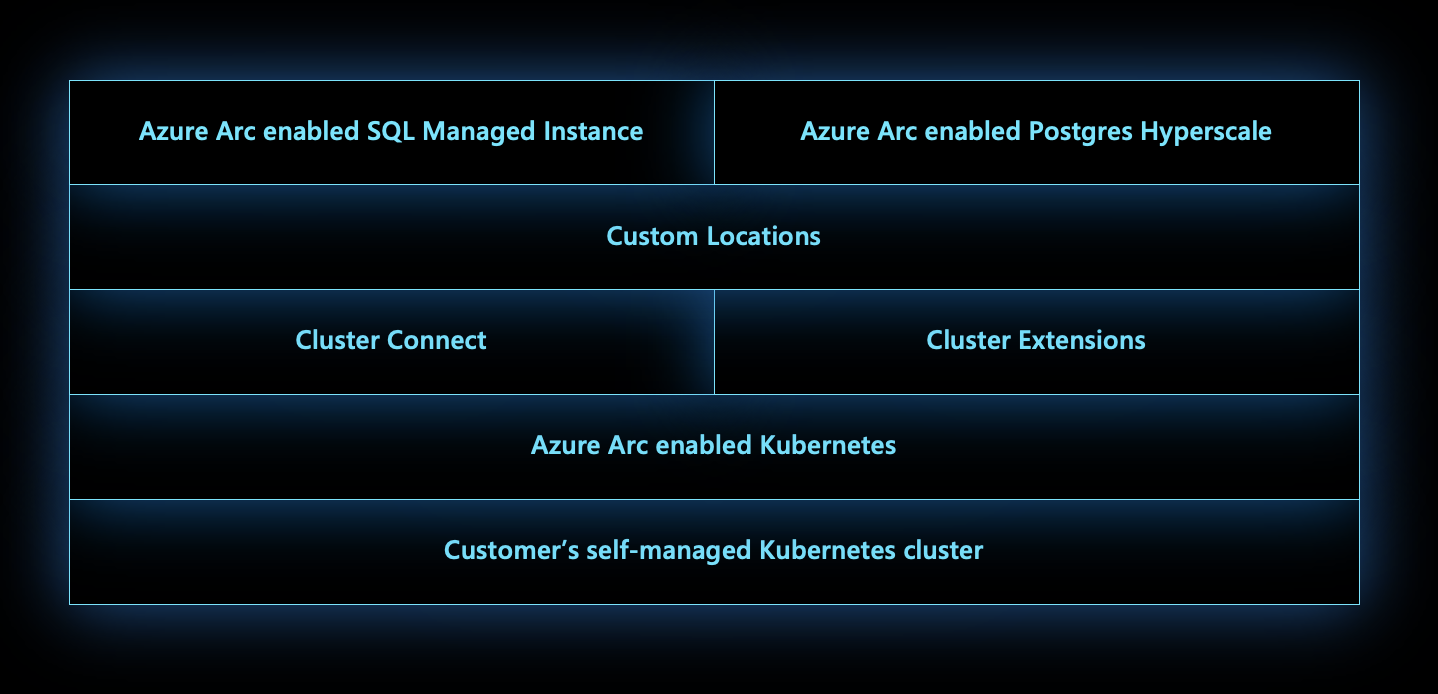 Azure Arc enabled SQL Managed Instance
Azure Arc enabled Postgres Hyperscale
Custom Locations
Cluster Connect
Cluster Extensions
Azure Arc enabled Kubernetes
Customer’s self-managed Kubernetes cluster